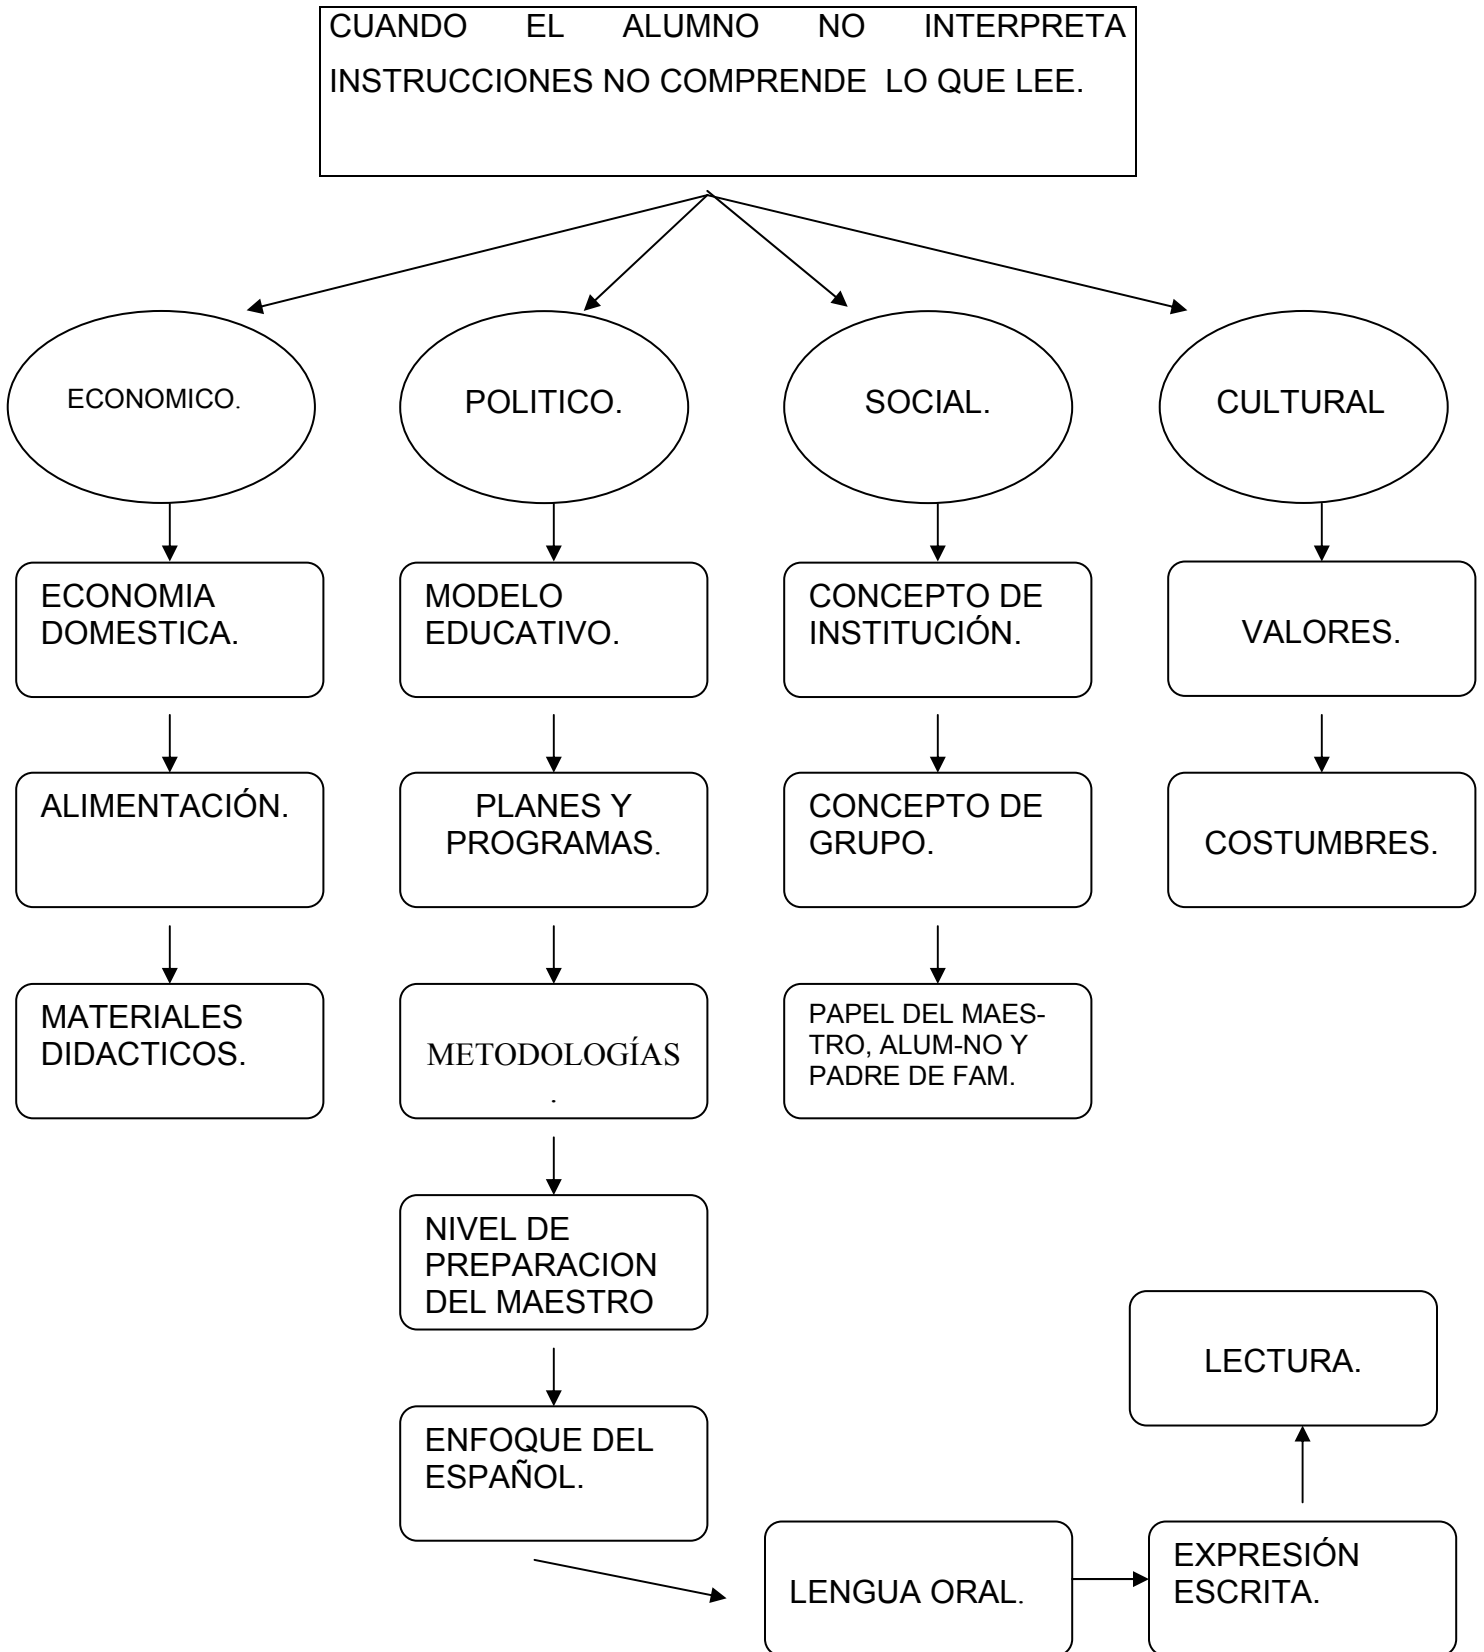 CUANDO EL ALUMNO NO INTERPRETA
INSTRUCCIONES NO COMPRENDE LO QUE LEE.
ECONOMICO.
POLITICO.
SOCIAL.
CULTURAL
ECONOMIA
DOMESTICA.
MODELO
EDUCATIVO.
CONCEPTO DE
INSTITUCIÓN.
VALORES.
ALIMENTACIÓN.
PLANES Y
PROGRAMAS.
CONCEPTO DE
GRUPO.
COSTUMBRES.
MATERIALES
DIDACTICOS.
METODOLOGÍAS
.
PAPEL DEL MAES-
TRO, ALUM-NO Y
PADRE DE FAM.
NIVEL DE
PREPARACION
DEL MAESTRO
ENFOQUE DEL
ESPAÑOL.
LENGUA ORAL.
EXPRESIÓN
ESCRITA.
LECTURA.